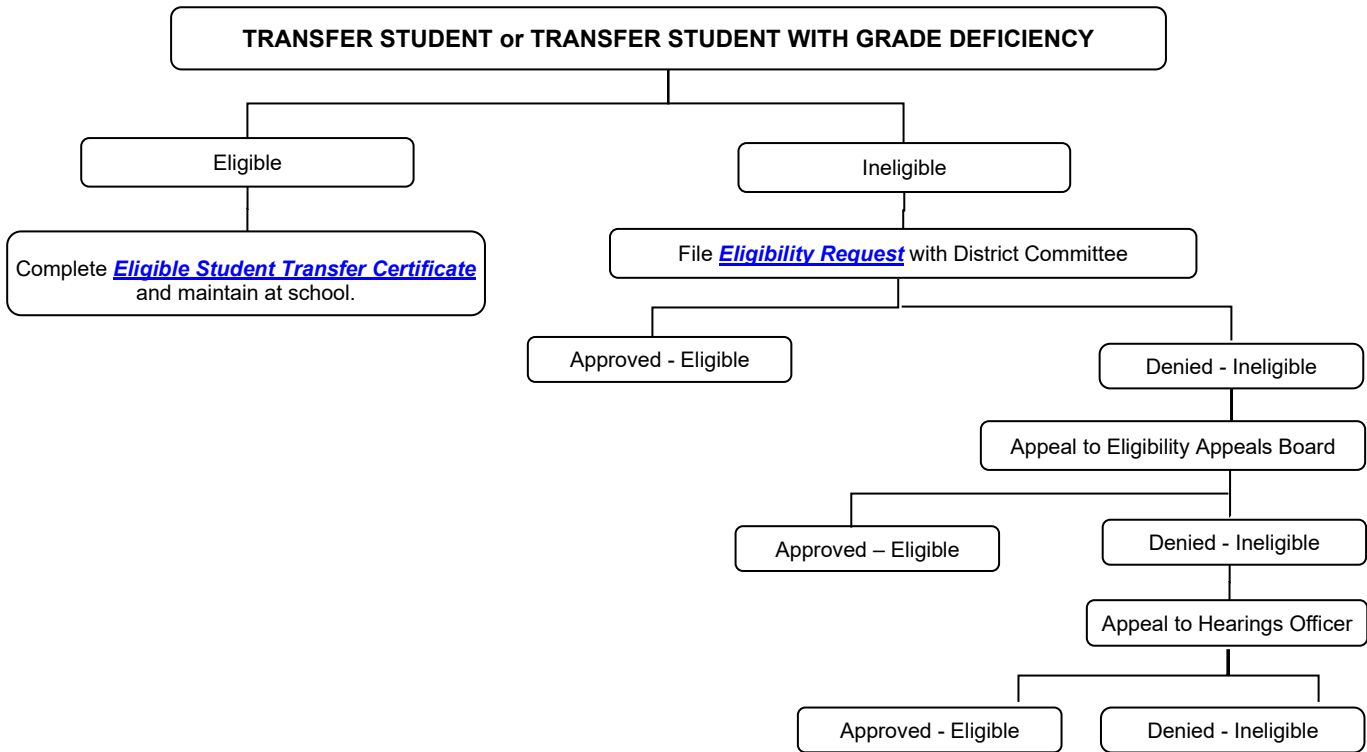 TRANSFER STUDENT or TRANSFER STUDENT WITH GRADE DEFICIENCY
Eligible
Ineligible
Complete Eligible Student Transfer Certificate
and maintain at school.
File Eligibility Request with District Committee
Approved - Eligible
Denied - Ineligible
Appeal to Eligibility Appeals Board
Approved – Eligible
Denied - Ineligible
Appeal to Hearings Officer
Approved - Eligible
Denied - Ineligible